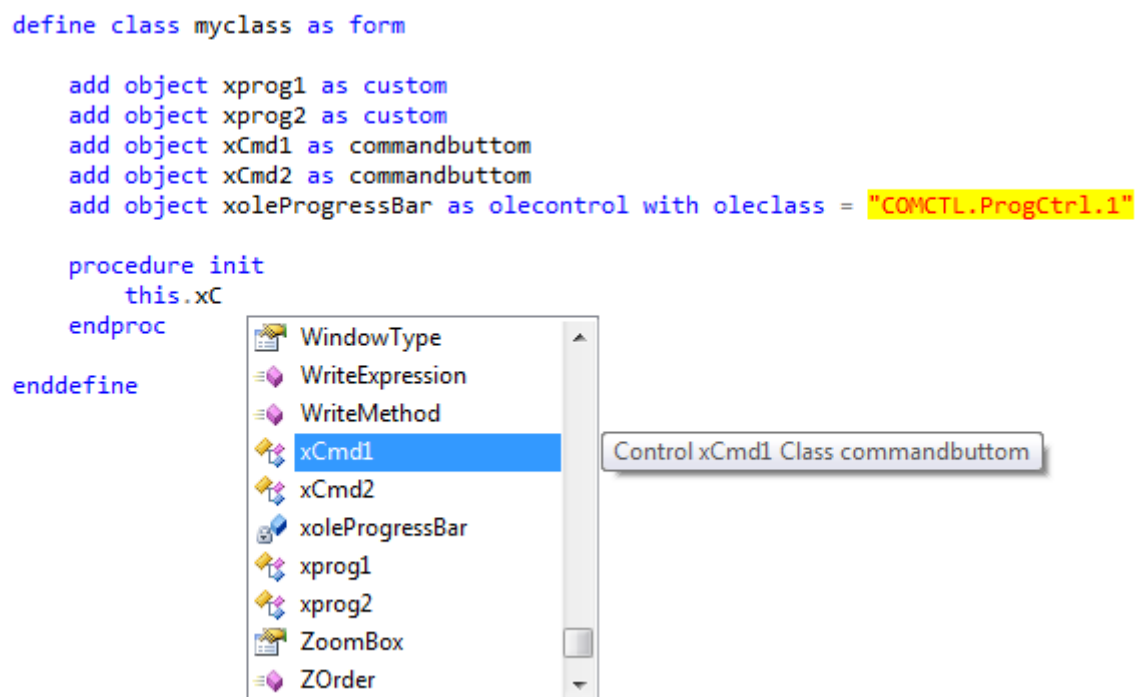 define class myclass as form
add object xprog1 as custom
add object xprog2 as custom
add object xCmd1 as commandbuttom
add object xCmd2 as commandbuttom
add object xoleProgressBar as olecontrol with oleclass = "COMCTL.ProgCtrl.1"
procedure init
this.xC
endproc
enddefine
WindowType
WriteExpression
WriteMethod
xCmd1
Control xCmd1 Class commandbuttom
xCmd2
xoleProgressBar
xprog1
xprog2
ZoomBox
ZOrder